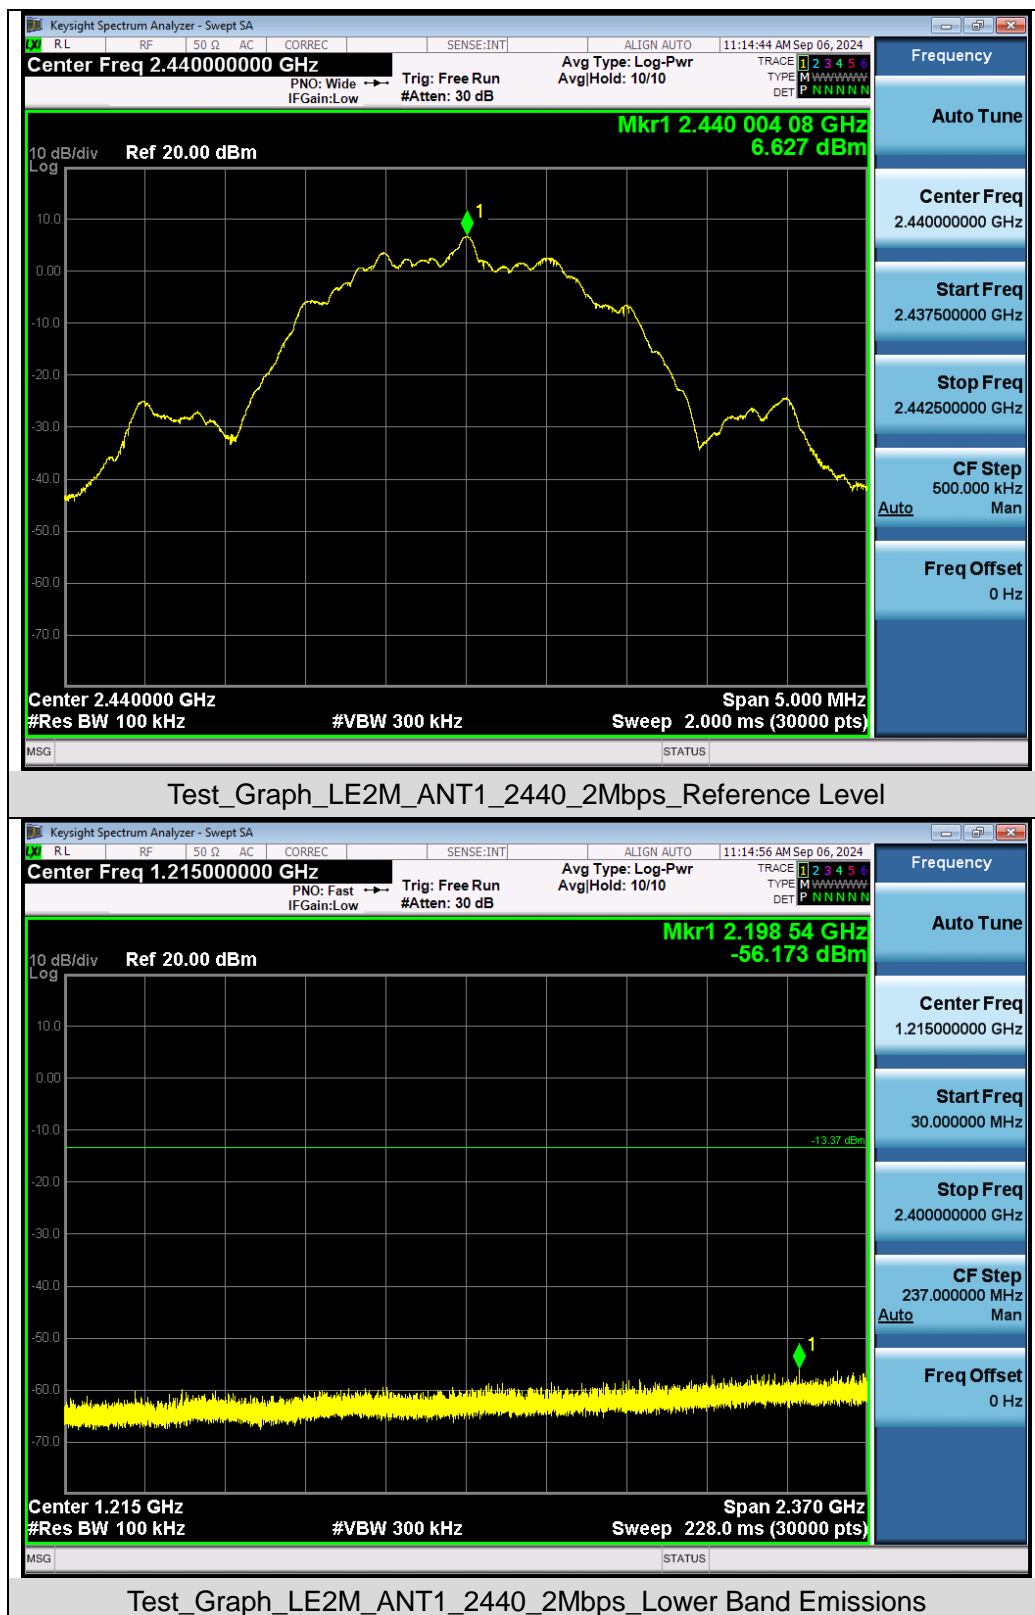 Keysight Spectrum Analyzer - Swept SA
LXI RL RF 50 Ω AC CORREC SENSE:INT ALIGN AUTO 11:14:44 AM Sep 06, 2024
Center Freq 2.440000000 GHz
PNO: Wide
IFGain:Low
Trig: Free Run
#Atten: 30 dB
Avg Type: Log-Pwr
Avg|Hold: 10/10
TRACE 1 2 3 4 5 6
TYPE M WWWWW
DET P N N N N N
Mkr1 2.440 004 08 GHz
6.627 dBm
10 dB/div Ref 20.00 dBm
Log
10.0
1
0.00
-10.0
-20.0
-30.0
-40.0
-50.0
-60.0
-70.0
Center 2.440000 GHz Span 5.000 MHz
#Res BW 100 kHz #VBW 300 kHz Sweep 2.000 ms (30000 pts)
MSG STATUS
Frequency
Auto Tune
Center Freq
2.440000000 GHz
Start Freq
2.437500000 GHz
Stop Freq
2.442500000 GHz
CF Step
500.000 kHz
Auto Man
Freq Offset
0 Hz
Test_Graph_LE2M_ANT1_2440_2Mbps_Reference Level
Keysight Spectrum Analyzer - Swept SA
LXI RL RF 50 Ω AC CORREC SENSE:INT ALIGN AUTO 11:14:56 AM Sep 06, 2024
Center Freq 1.215000000 GHz
PNO: Fast
IFGain:Low
Trig: Free Run
#Atten: 30 dB
Avg Type: Log-Pwr
Avg|Hold: 10/10
TRACE 1 2 3 4 5 6
TYPE M WWWWW
DET P N N N N N
Mkr1 2.198 54 GHz
-56.173 dBm
10 dB/div Ref 20.00 dBm
Log
10.0
0.00
-10.0
-13.37 dBm
-20.0
-30.0
-40.0
-50.0
1
-60.0
-70.0
Center 1.215 GHz Span 2.370 GHz
#Res BW 100 kHz #VBW 300 kHz Sweep 228.0 ms (30000 pts)
MSG STATUS
Frequency
Auto Tune
Center Freq
1.215000000 GHz
Start Freq
30.000000 MHz
Stop Freq
2.400000000 GHz
CF Step
237.000000 MHz
Auto Man
Freq Offset
0 Hz
Test_Graph_LE2M_ANT1_2440_2Mbps_Lower Band Emissions